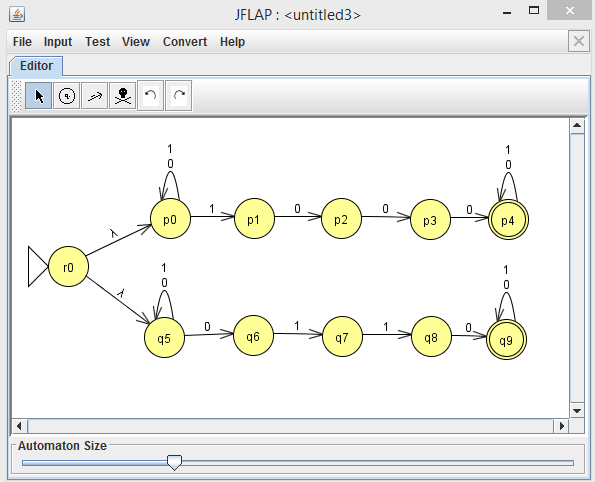 JFLAP : <untitled3>
File Input Test View Convert Help
Editor
1
0
1
0
p0 1 p1 0 p2 0 p3 0 p4
λ
r0
λ
1
0
1
0
q5 0 q6 1 q7 1 q8 0 q9
Automaton Size